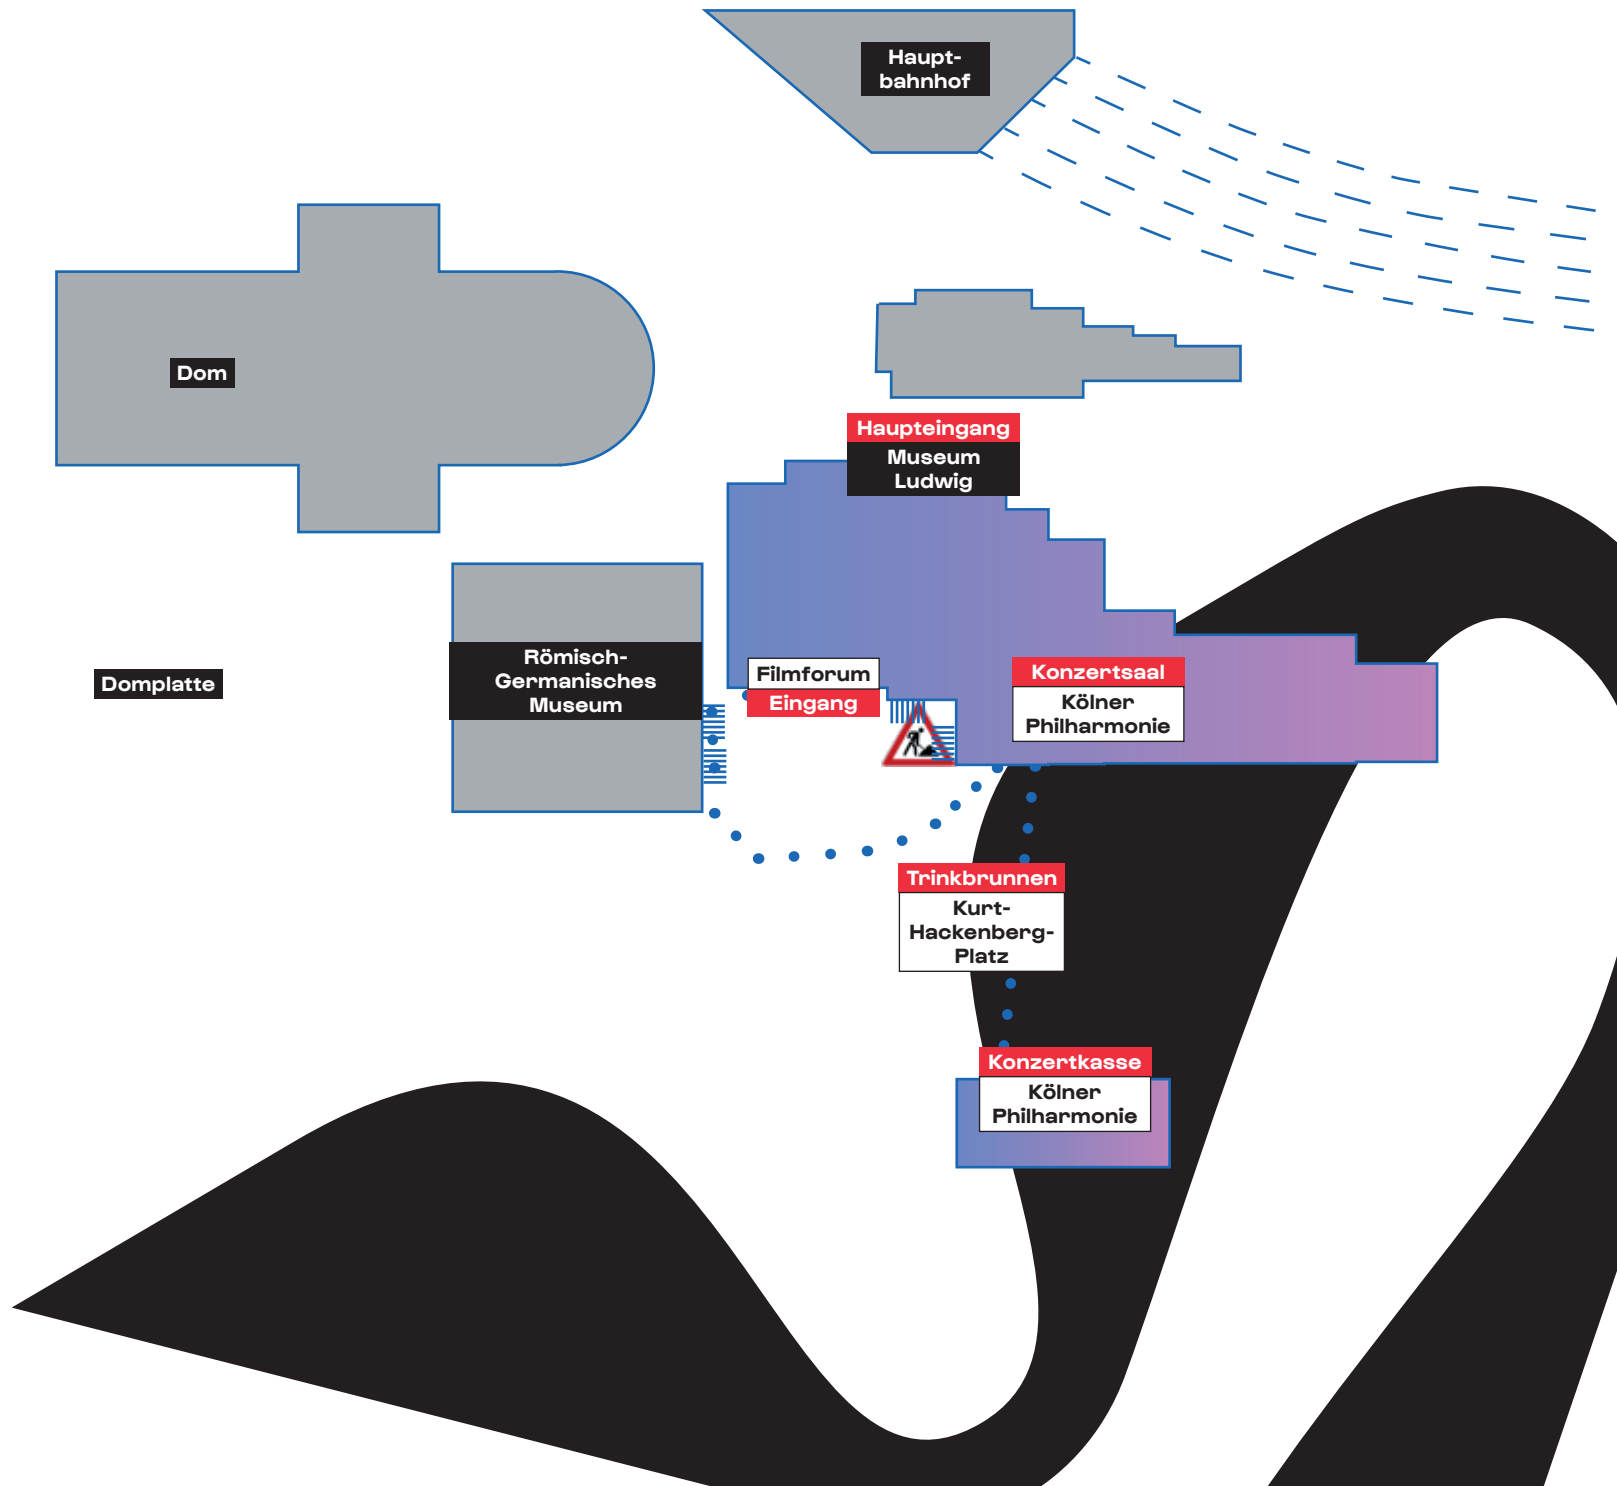 Haupt-
bahnhof
Dom
Haupteingang
Museum
Ludwig
Römisch-
Germanisches
Museum
Domplatte
Filmforum
Eingang
Konzertsaal
Kölner
Philharmonie
Trinkbrunnen
Kurt-
Hackenberg-
Platz
Konzertkasse
Kölner
Philharmonie